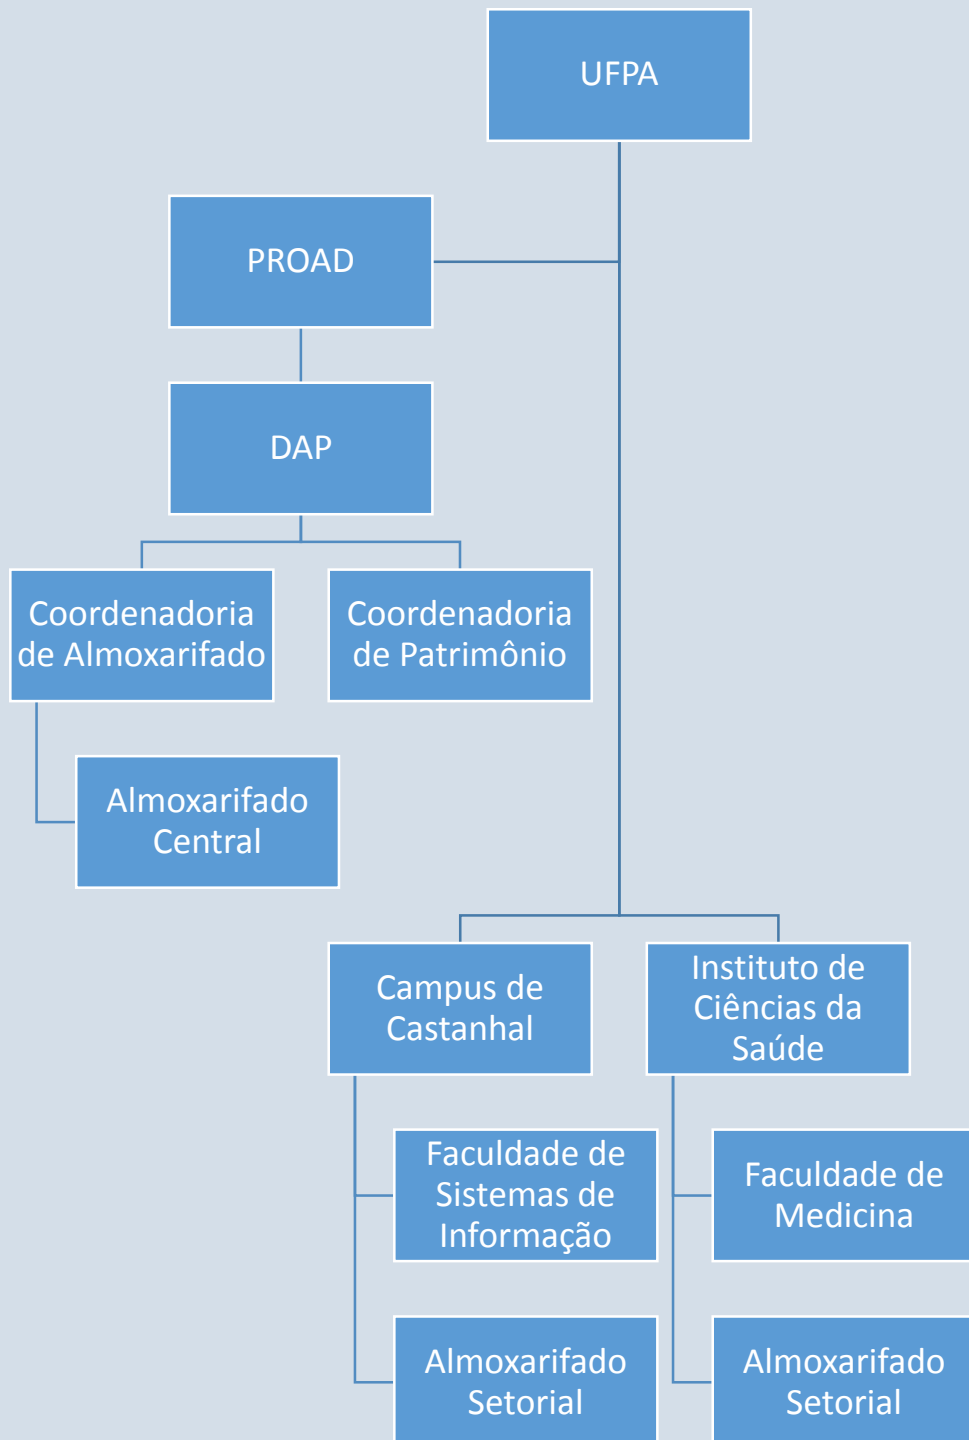 UFPA
PROAD
DAP
Coordenadoria
de Almoxarifado
Coordenadoria
de Patrimônio
Almoxarifado
Central
Campus de
Castanhal
Instituto de
Ciências da
Saúde
Faculdade de
Sistemas de
Informação
Faculdade de
Medicina
Almoxarifado
Setorial
Almoxarifado
Setorial